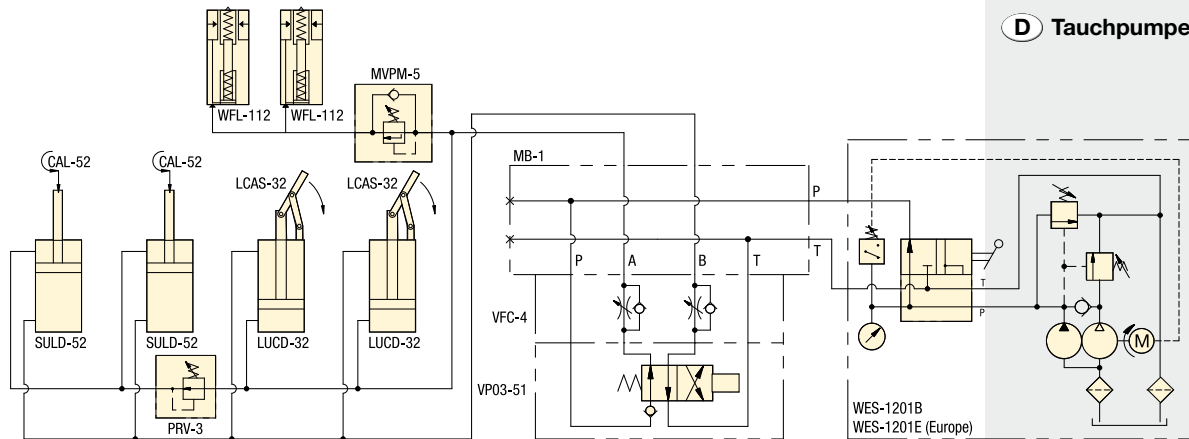 D Tauchpumpe
MVPM-5
WFL-112 WFL-112
CAL-52 CAL-52
LCAS-32 LCAS-32
MB-1
P
T
P A B T
T
P
VFC-4
M
SULD-52 SULD-52 LUCD-32 LUCD-32
VP03-51
PRV-3
WES-1201B
WES-1201E (Europe)